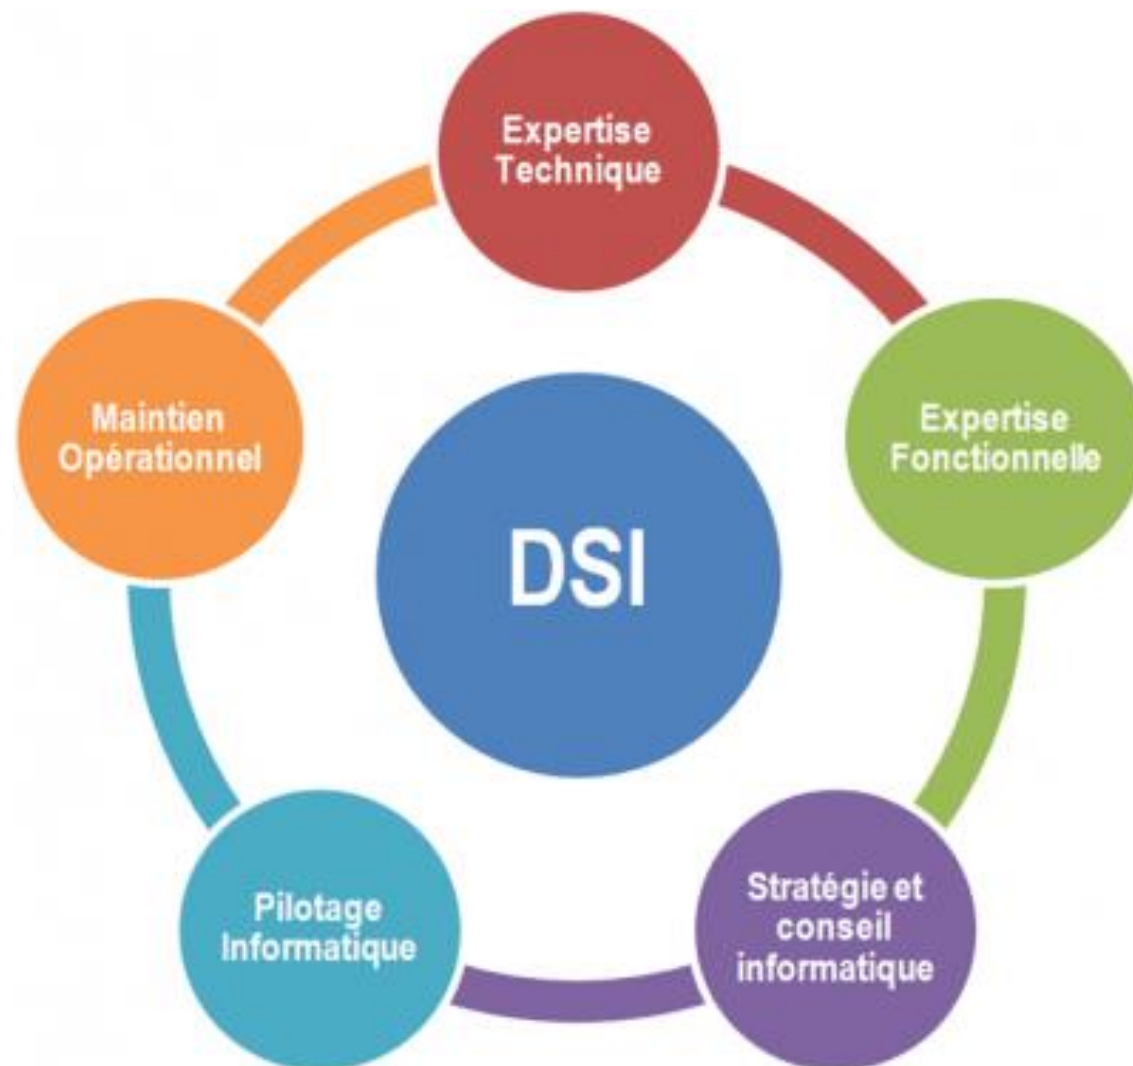 Expertise
Technique
Maintien
Opérationnel
Expertise
Fonctionnelle
DSI
Pilotage
Informatique
Stratégie et
conseil
informatique